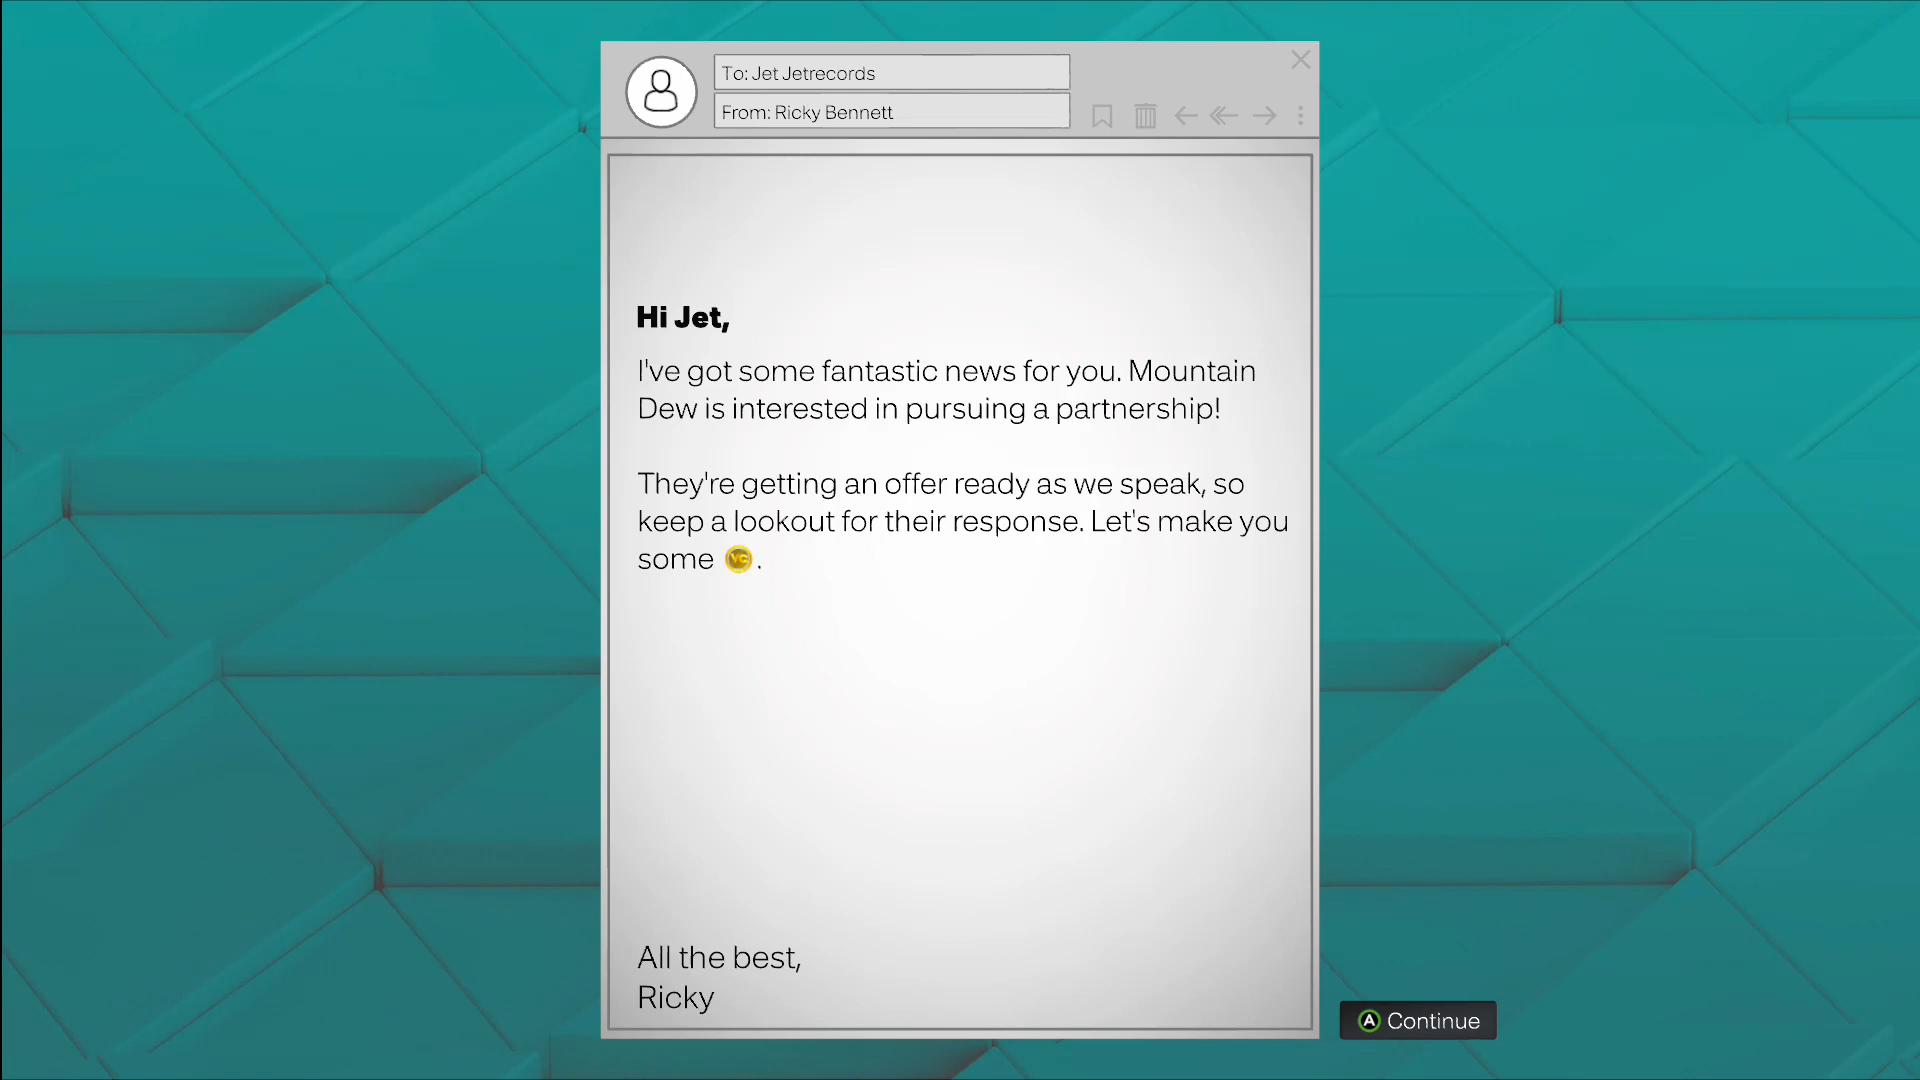 To: Jet Jetrecords
From: Ricky Bennett
Hi Jet,
I've got some fantastic news for you. Mountain
Dew is interested in pursuing a partnership!
They're getting an offer ready as we speak, so
keep a lookout for their response. Let's make you
some VC .
All the best,
Ricky
A Continue